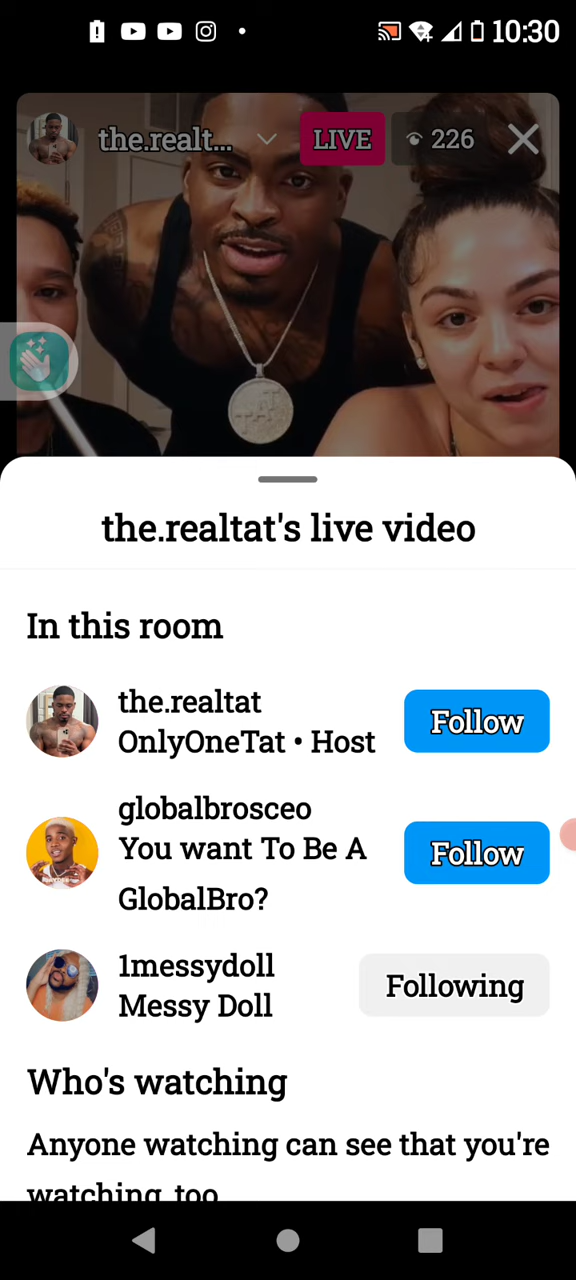 10:30
the.realt...
LIVE
226
the.realtat's live video
In this room
the.realtat
OnlyOneTat • Host
Follow
globalbrosceo
You want To Be A
GlobalBro?
Follow
1messydoll
Messy Doll
Following
Who's watching
Anyone watching can see that you're
watching, too